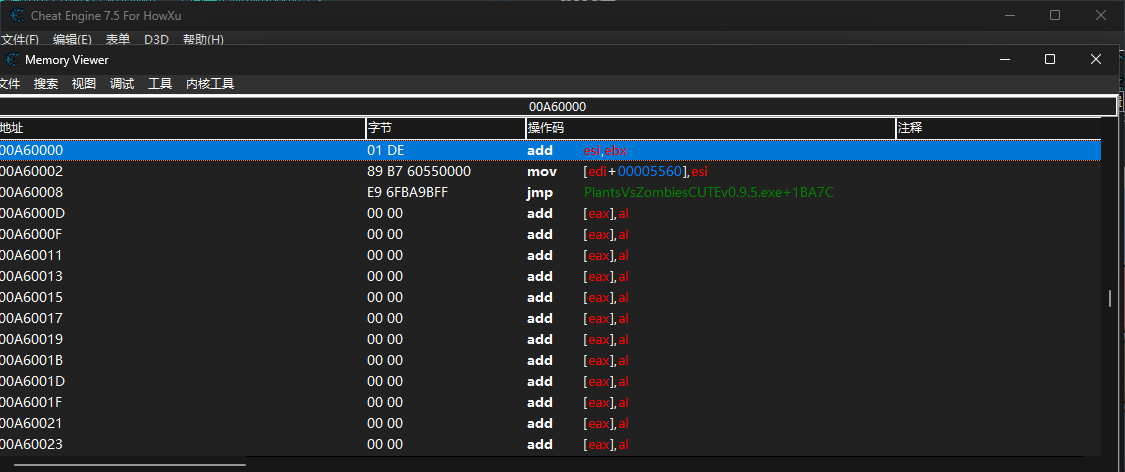 Cheat Engine 7.5 For HowXu
文件(F) 编辑(E) 表单 D3D 帮助(H)
Memory Viewer
文件 搜索 视图 调试 工具 内核工具
00A60000
地址 字节 操作码 注释
00A60000 01 DE add esi,ebx
00A60002 89 B7 60550000 mov [edi+00005560],esi
00A60008 E9 6FBA9BFF jmp PlantsVsZombiesCUTEv0.9.5.exe+1BA7C
00A6000D 00 00 add [eax],al
00A6000F 00 00 add [eax],al
00A60011 00 00 add [eax],al
00A60013 00 00 add [eax],al
00A60015 00 00 add [eax],al
00A60017 00 00 add [eax],al
00A60019 00 00 add [eax],al
00A6001B 00 00 add [eax],al
00A6001D 00 00 add [eax],al
00A6001F 00 00 add [eax],al
00A60021 00 00 add [eax],al
00A60023 00 00 add [eax],al